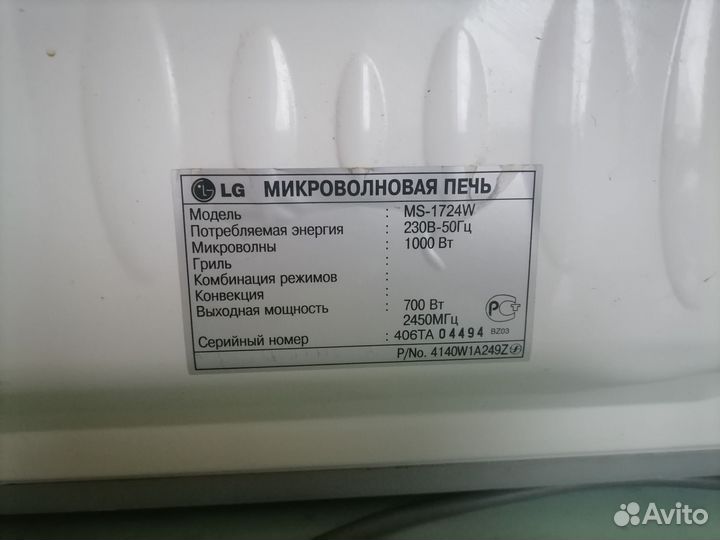 LG МИКРОВОЛНОВАЯ ПЕЧЬ
Модель : MS-1724W
Потребляемая энергия : 230В-50Гц
Микроволны : 1000 Вт
Гриль :
Комбинация режимов :
Конвекция :
Выходная мощность : 700 Вт
2450МГц
Серийный номер : 406TA 04494 BZ03
P/No. 4140W1A249Z
Avito